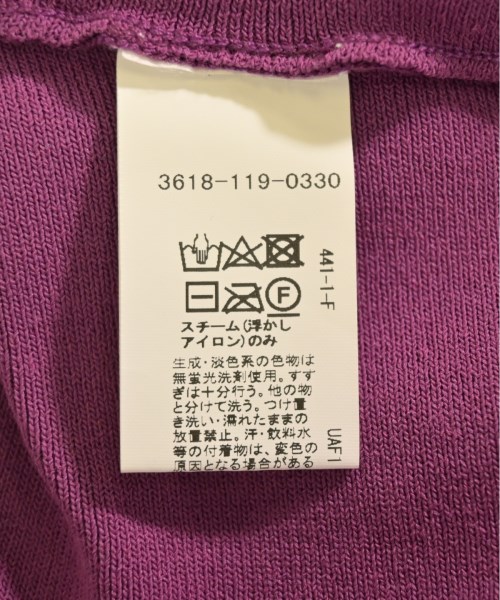 3618-119-0330
F
441-1-F
スチーム(浮かし
アイロン)のみ
生成・淡色系の色物は
無蛍光洗剤使用。すす
ぎは十分行う。他の物
と分けて洗う。つけ置
き洗い・濡れたままの
放置禁止。汗・飲料水
等の付着物は、変色の
原因となる場合がある
UAF1